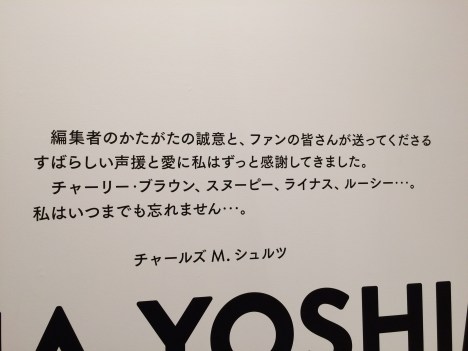 編集者のかたがたの誠意と、ファンの皆さんが送ってくださる
すばらしい声援と愛に私はずっと感謝してきました。
チャーリー・ブラウン、スヌーピー、ライナス、ルーシー…。
私はいつまでも忘れません…。
チャールズ M. シュルツ
A YOSHI